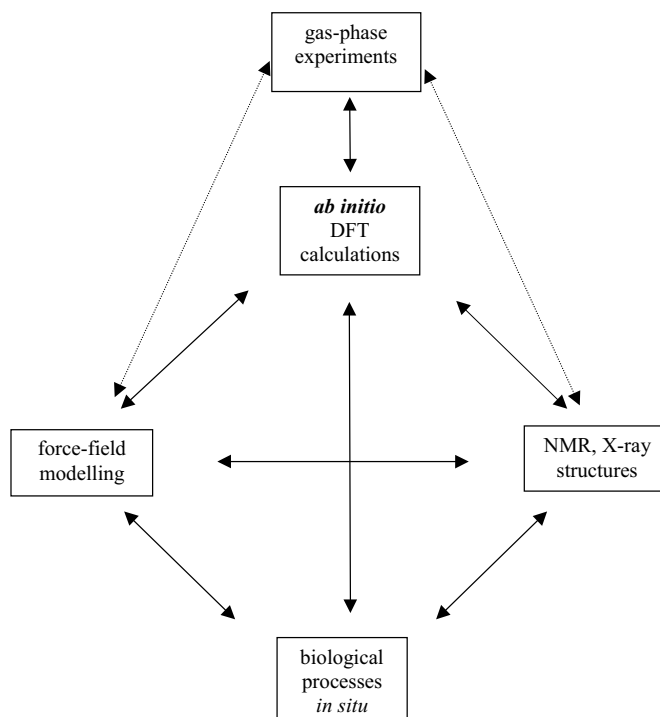 gas-phase
experiments
ab initio
DFT
calculations
force-field
modelling
NMR, X-ray
structures
biological
processes
in situ